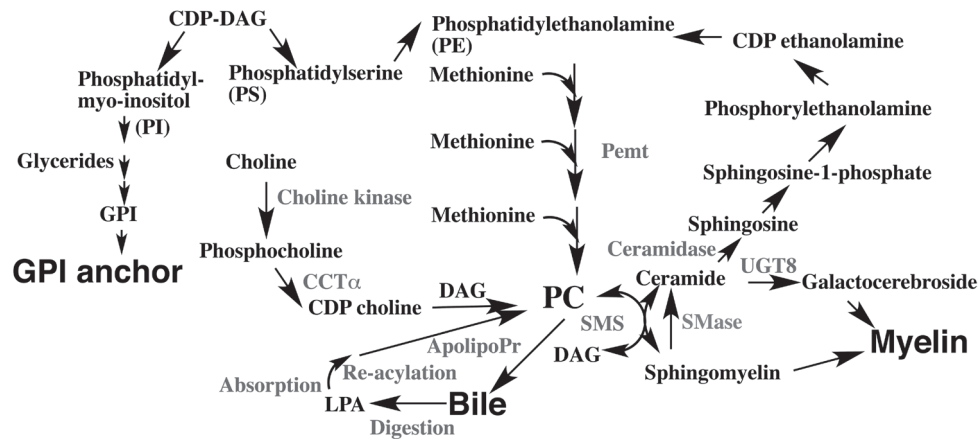 CDP-DAG
Phosphatidylethanolamine
(PE)
CDP ethanolamine
Phosphatidyl-
myo-inositol
(PI)
Phosphatidylserine
(PS)
Methionine
Phosphorylethanolamine
Glycerides
Choline
Methionine
Pemt
Sphingosine-1-phosphate
Choline kinase
GPI
Methionine
Sphingosine
Phosphocholine
Ceramidase
GPI anchor
CCTα
UGT8
Ceramide
Galactocerebroside
CDP choline
DAG
PC
SMS
SMase
Myelin
ApolipoPr
DAG
Re-acylation
Sphingomyelin
Absorption
LPA
Bile
Digestion